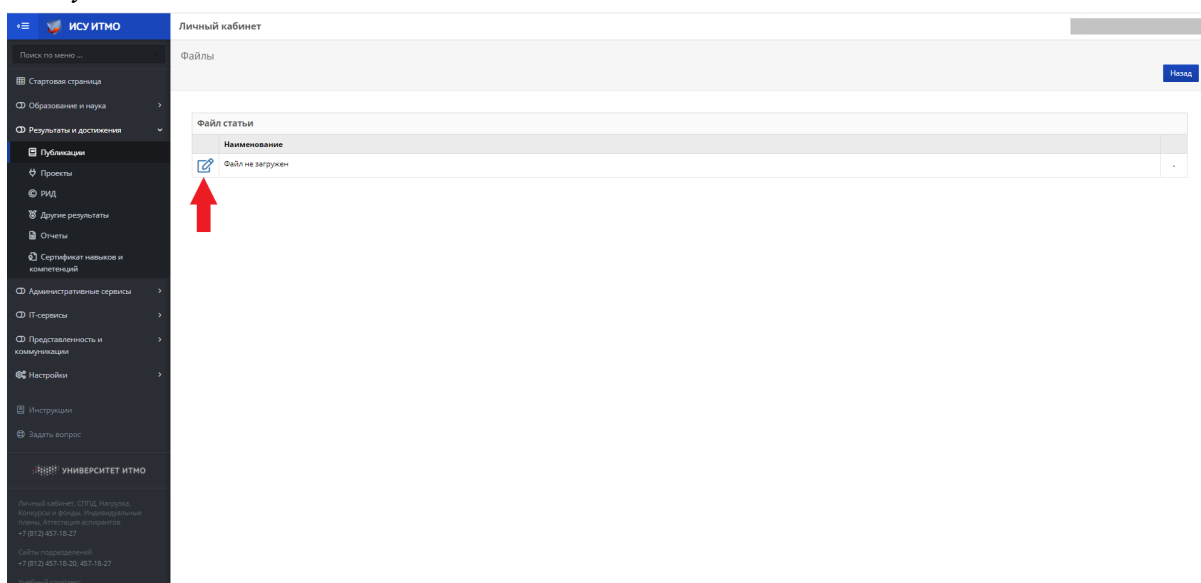 ИСУ ИТМО
Личный кабинет
Поиск по меню ...
Файлы
Назад
Стартовая страница
Образование и наука
Результаты и достижения
Публикации
Проекты
РИД
Другие результаты
Отчеты
Сертификат навыков и
компетенций
Административные сервисы
IT-сервисы
Представленность и
коммуникации
Настройки
Инструкции
Задать вопрос
УНИВЕРСИТЕТ ИТМО
Личный кабинет, СППД, Нагрузка,
Конкурсы и фонды, Индивидуальные
планы, Аттестация аспирантов
+7 (812) 457-18-27
Сайты подразделений
+7 (812) 457-18-20, 457-18-27
Файл статьи
Наименование
Файл не загружен
-